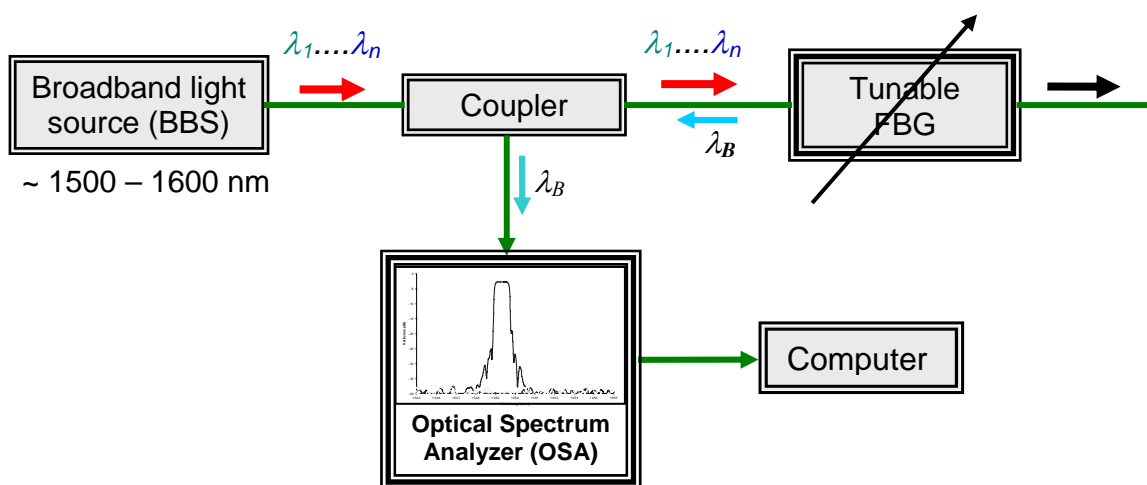 λ1....λn
λ1....λn
Broadband light
source (BBS)
Coupler
Tunable
FBG
λB
~ 1500 – 1600 nm
λB
Computer
Optical Spectrum
Analyzer (OSA)